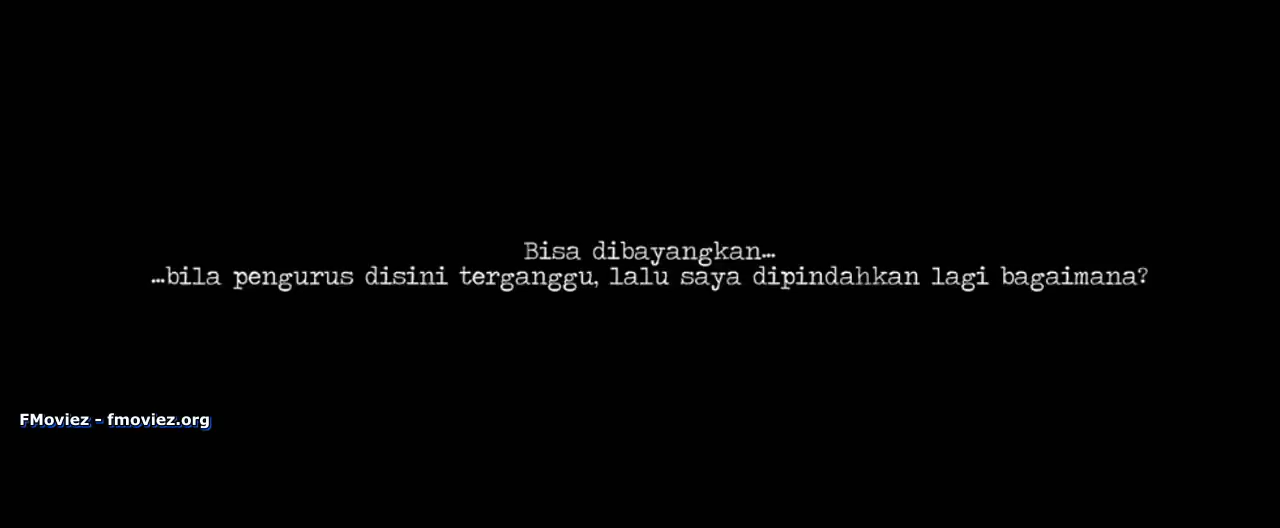 Bisa dibayangkan...
...bila pengurus disini terganggu, lalu saya dipindahkan lagi bagaimana?
FMoviez - fmoviez.org